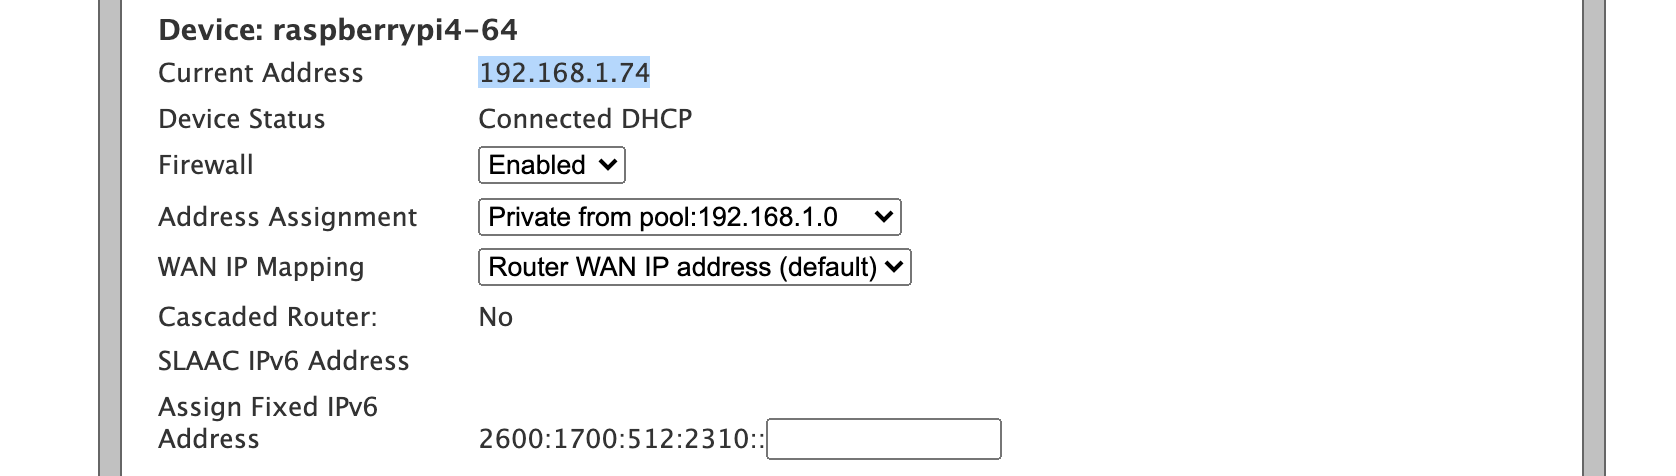 Device: raspberrypi4-64
Current Address 192.168.1.74
Device Status Connected DHCP
Firewall Enabled
Address Assignment Private from pool:192.168.1.0
WAN IP Mapping Router WAN IP address (default)
Cascaded Router: No
SLAAC IPv6 Address
Assign Fixed IPv6
Address 2600:1700:512:2310::